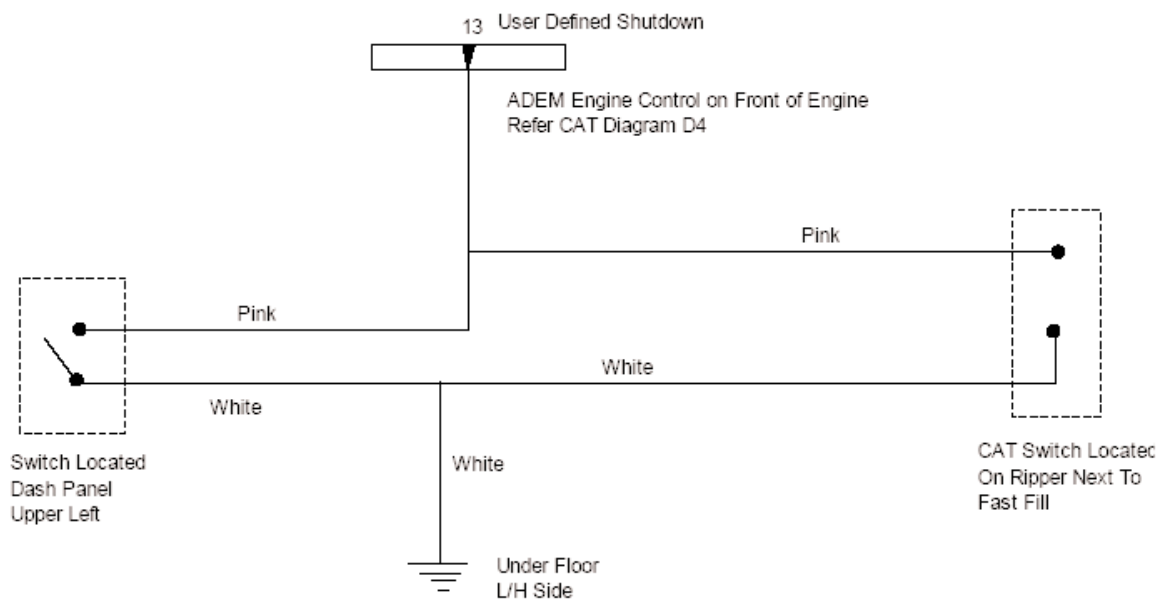 13 User Defined Shutdown
ADEM Engine Control on Front of Engine
Refer CAT Diagram D4
Pink
Pink
White
White
White
Switch Located
Dash Panel
Upper Left
CAT Switch Located
On Ripper Next To
Fast Fill
Under Floor
L/H Side